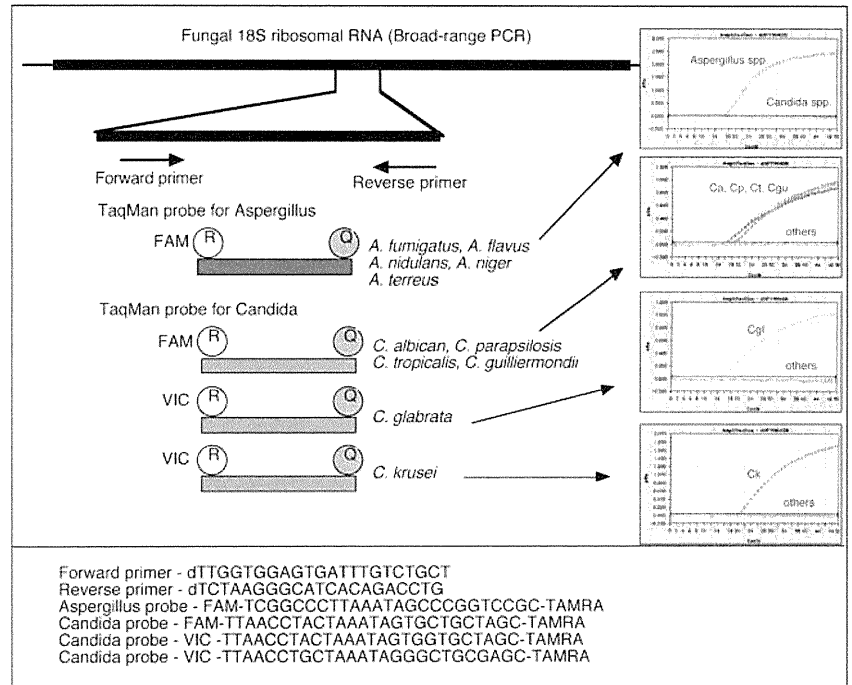 Fungal 18S ribosomal RNA (Broad-range PCR)
Forward primer
Reverse primer
TaqMan probe for Aspergillus
FAM
R
Q
A. fumigatus, A. flavus
A. nidulans, A. niger
A. terreus
TaqMan probe for Candida
FAM
R
Q
C. albican, C. parapsilosis
C. tropicalis, C. guilliermondii
VIC
R
Q
C. glabrata
VIC
R
Q
C. krusei
Aspergillus spp.
Candida spp.
Ca, Cp, Ct, Cgu
others
Cgl
others
Ck
others
Forward primer - dTTGGTGGAGTGATTTGTCTGCT
Reverse primer - dTCTAAGGGCATCACAGACCTG
Aspergillus probe - FAM-TCGGCCCTTAAATAGCCCGGTCCGC-TAMRA
Candida probe - FAM-TTAACCTACTAAATAGTGCTGCTAGC-TAMRA
Candida probe - VIC -TTAACCTACTAAATAGTGGTGCTAGC-TAMRA
Candida probe - VIC -TTAACCTGCTAAATAGGGCTGCGAGC-TAMRA